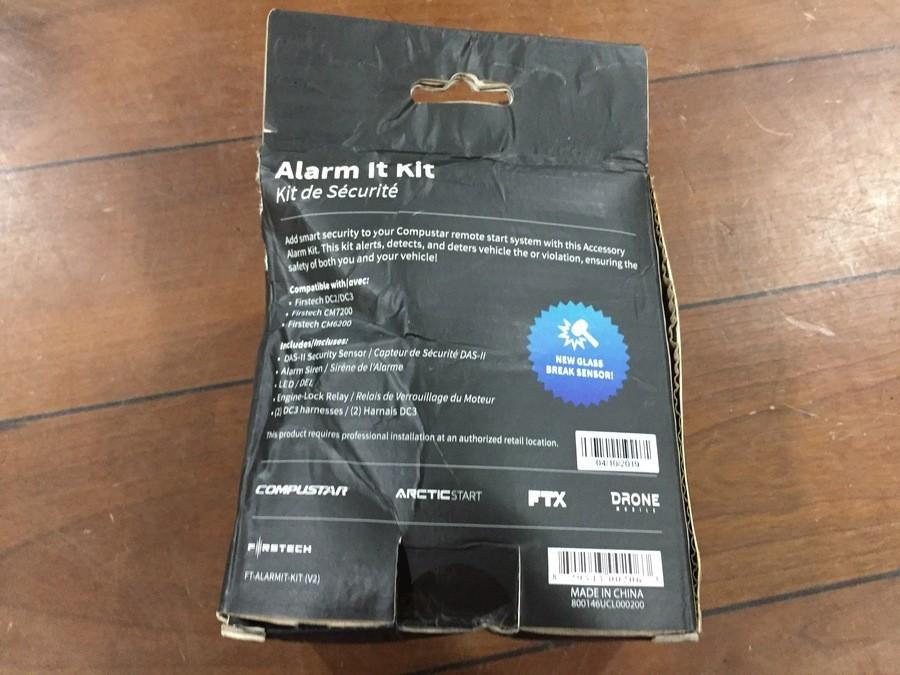 Alarm It Kit
Kit de Sécurité
Add smart security to your Compustar remote start system with this Accessory
Alarm Kit. This kit alerts, detects, and deters vehicle the or violation, ensuring the
safety of both you and your vehicle!
Compatible with/avec:
• Firstech DC2/DC3
• Firstech CM7200
• Firstech CM6200
Includes/Incluses:
• DAS-II Security Sensor / Capteur de Sécurité DAS-II
• Alarm Siren / Sirène de l'Alarme
• LED / DEL
• Engine-Lock Relay / Relais de Verrouillage du Moteur
• (2) DC3 harnesses / (2) Harnais DC3
NEW GLASS
BREAK SENSOR!
This product requires professional installation at an authorized retail location.
04/10/2019
COMPUSTAR ARCTICSTART FTX DRONE
MOBILE
FIRSTECH
FT-ALARMIT-KIT (V2)
MADE IN CHINA
800146UCL000200